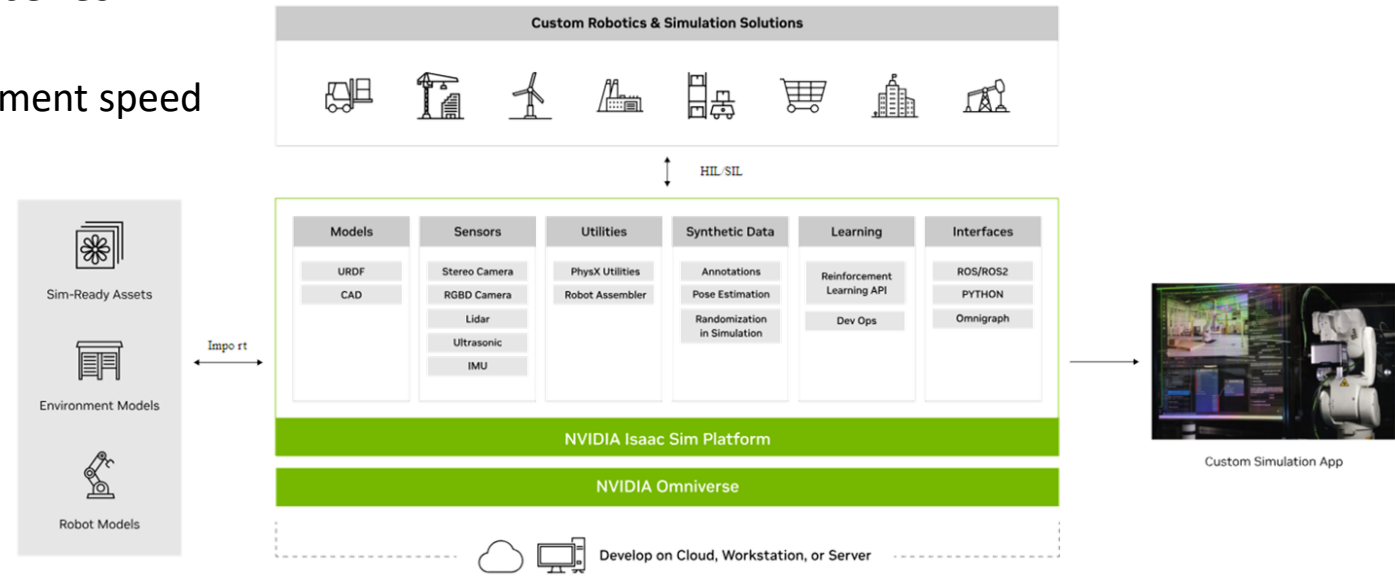 ment speed
Custom Robotics & Simulation Solutions
HIL/SIL
Sim-Ready Assets
Environment Models
Robot Models
Impo rt
Models
URDF
CAD
Sensors
Stereo Camera
RGBD Camera
Lidar
Ultrasonic
IMU
Utilities
PhysX Utilities
Robot Assembler
Synthetic Data
Annotations
Pose Estimation
Randomization
in Simulation
Learning
Reinforcement
Learning API
Dev Ops
Interfaces
ROS/ROS2
PYTHON
Omnigraph
NVIDIA Isaac Sim Platform
NVIDIA Omniverse
Develop on Cloud, Workstation, or Server
Custom Simulation App